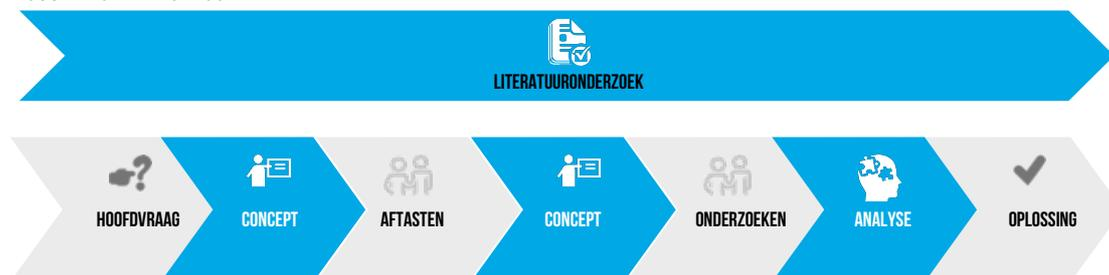 LITERATUURONDERZOEK
HOOFDVRAAG
CONCEPT
AFTASTEN
CONCEPT
ONDERZOEKEN
ANALYSE
OPLOSSING